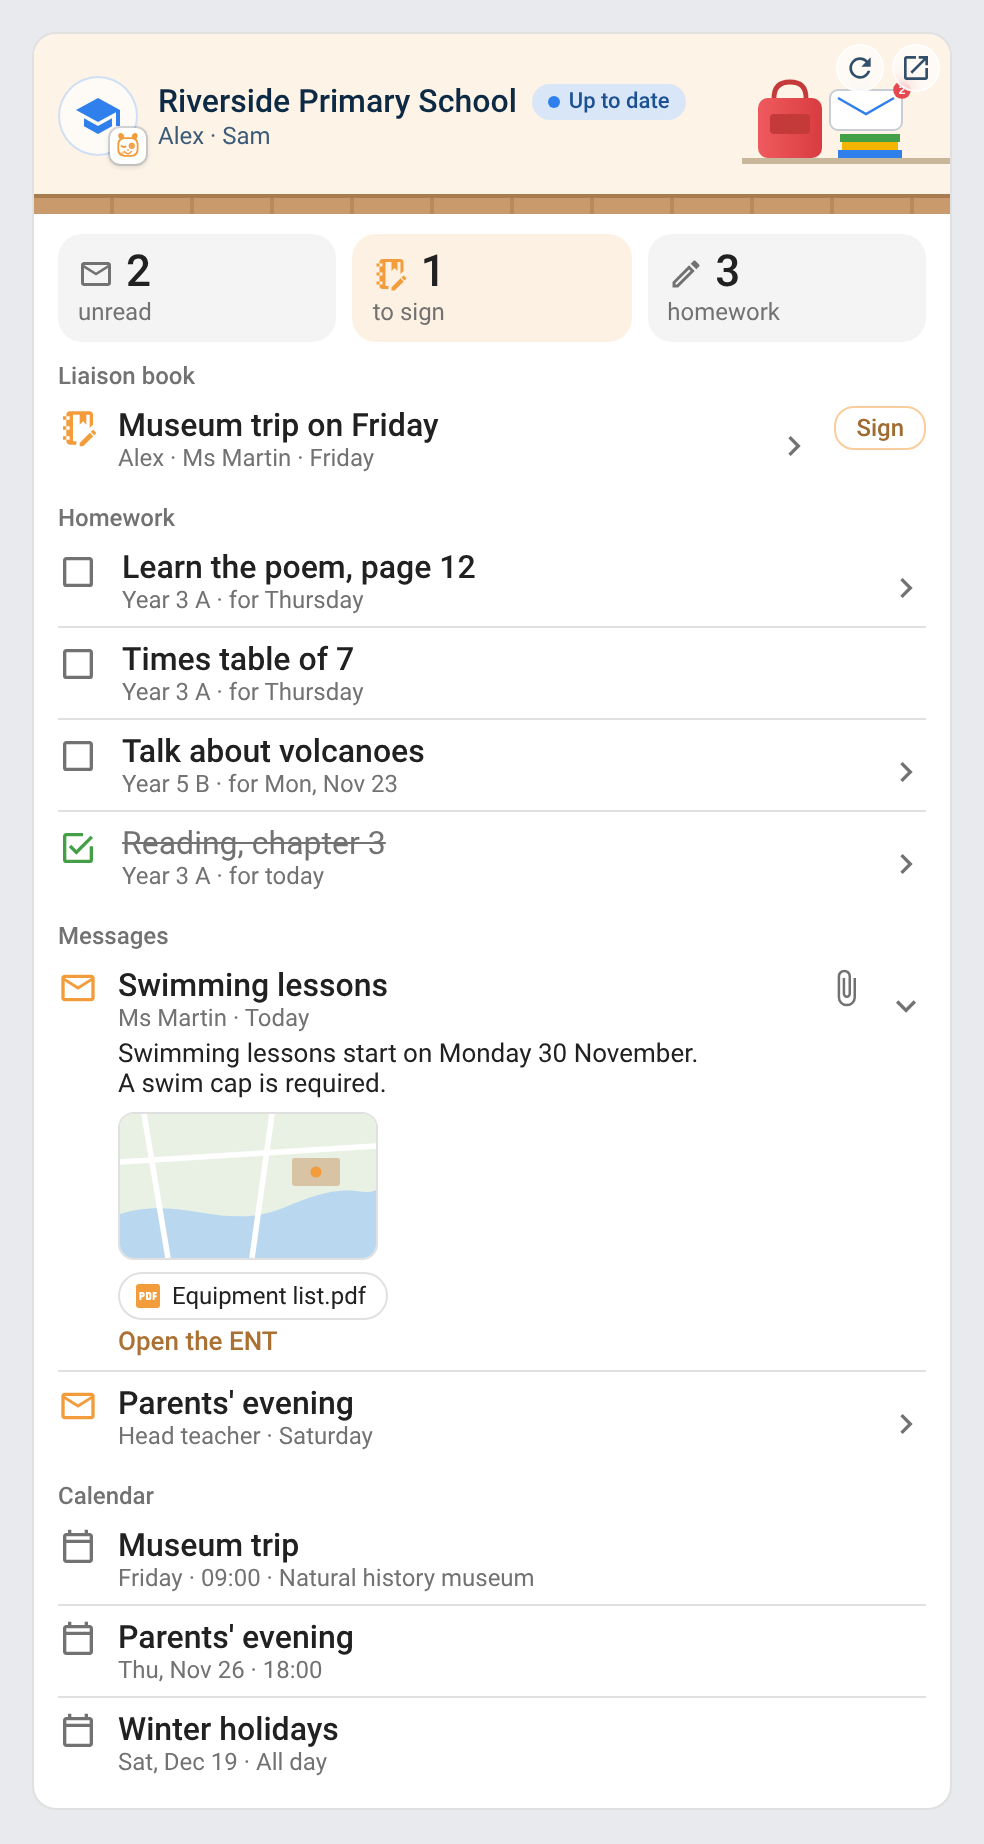 Riverside Primary School
Up to date
Alex · Sam
2
2
unread
1
to sign
3
homework
Liaison book
Museum trip on Friday
Alex · Ms Martin · Friday
Sign
Homework
Learn the poem, page 12
Year 3 A · for Thursday
Times table of 7
Year 3 A · for Thursday
Talk about volcanoes
Year 5 B · for Mon, Nov 23
Reading, chapter 3
Year 3 A · for today
Messages
Swimming lessons
Ms Martin · Today
Swimming lessons start on Monday 30 November.
A swim cap is required.
PDF Equipment list.pdf
Open the ENT
Parents' evening
Head teacher · Saturday
Calendar
Museum trip
Friday · 09:00 · Natural history museum
Parents' evening
Thu, Nov 26 · 18:00
Winter holidays
Sat, Dec 19 · All day